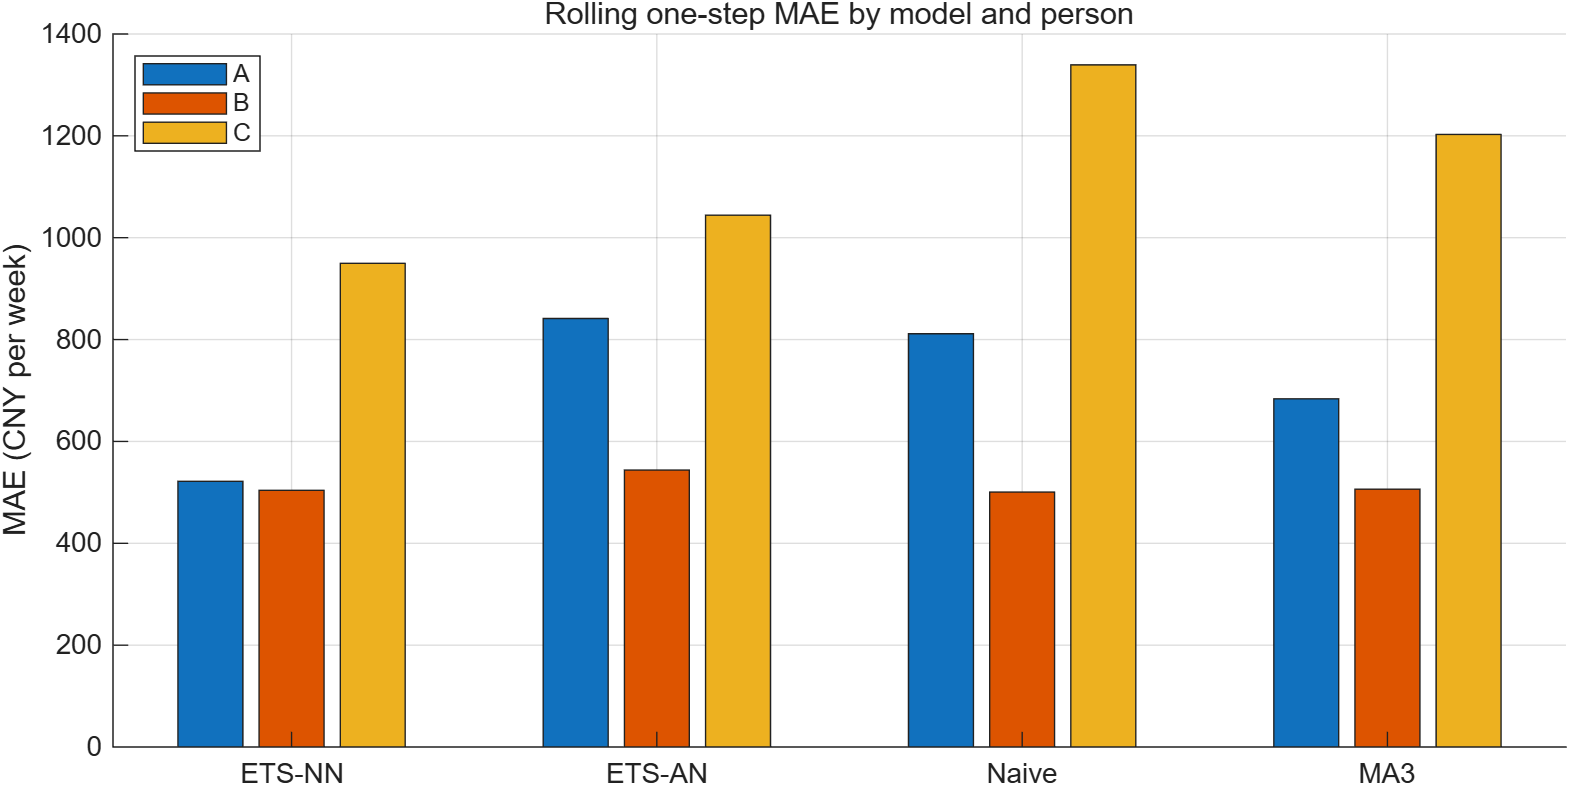 Rolling one-step MAE by model and person
MAE (CNY per week)
1400
1200
1000
800
600
400
200
0
A
B
C
ETS-NN
ETS-AN
Naive
MA3